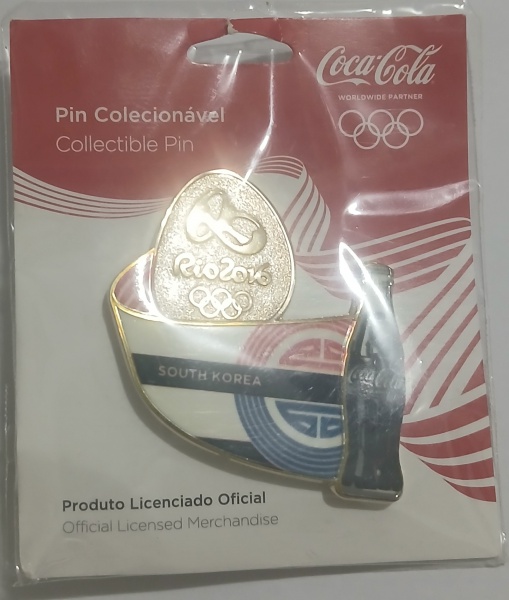 Coca-Cola
WORLDWIDE PARTNER
Pin Colecionável
Collectible Pin
Rio2016
SOUTH KOREA
Coca-Cola
Produto Licenciado Oficial
Official Licensed Merchandise